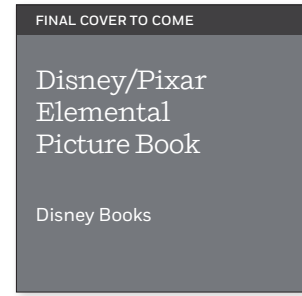 FINAL COVER TO COME
Disney/Pixar
Elemental
Picture Book
Disney Books